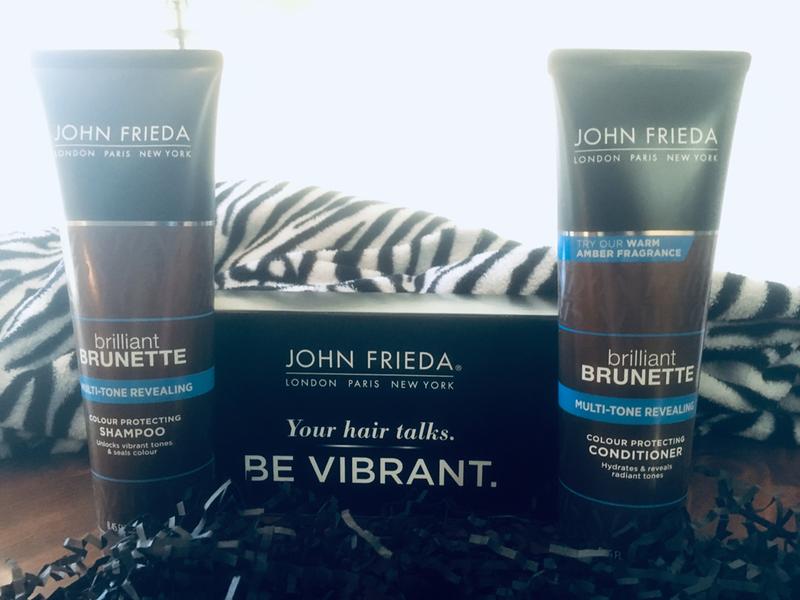 JOHN FRIEDA
LONDON PARIS NEW YORK
brilliant
BRUNETTE
MULTI-TONE REVEALING
COLOUR PROTECTING
SHAMPOO
Unlocks vibrant tones
& seals colour
JOHN FRIEDA®
LONDON PARIS NEW YORK
Your hair talks.
BE VIBRANT.
JOHN FRIEDA
LONDON PARIS NEW YORK
TRY OUR WARM
AMBER FRAGRANCE
brilliant
BRUNETTE
MULTI-TONE REVEALING
COLOUR PROTECTING
CONDITIONER
Hydrates & reveals
radiant tones